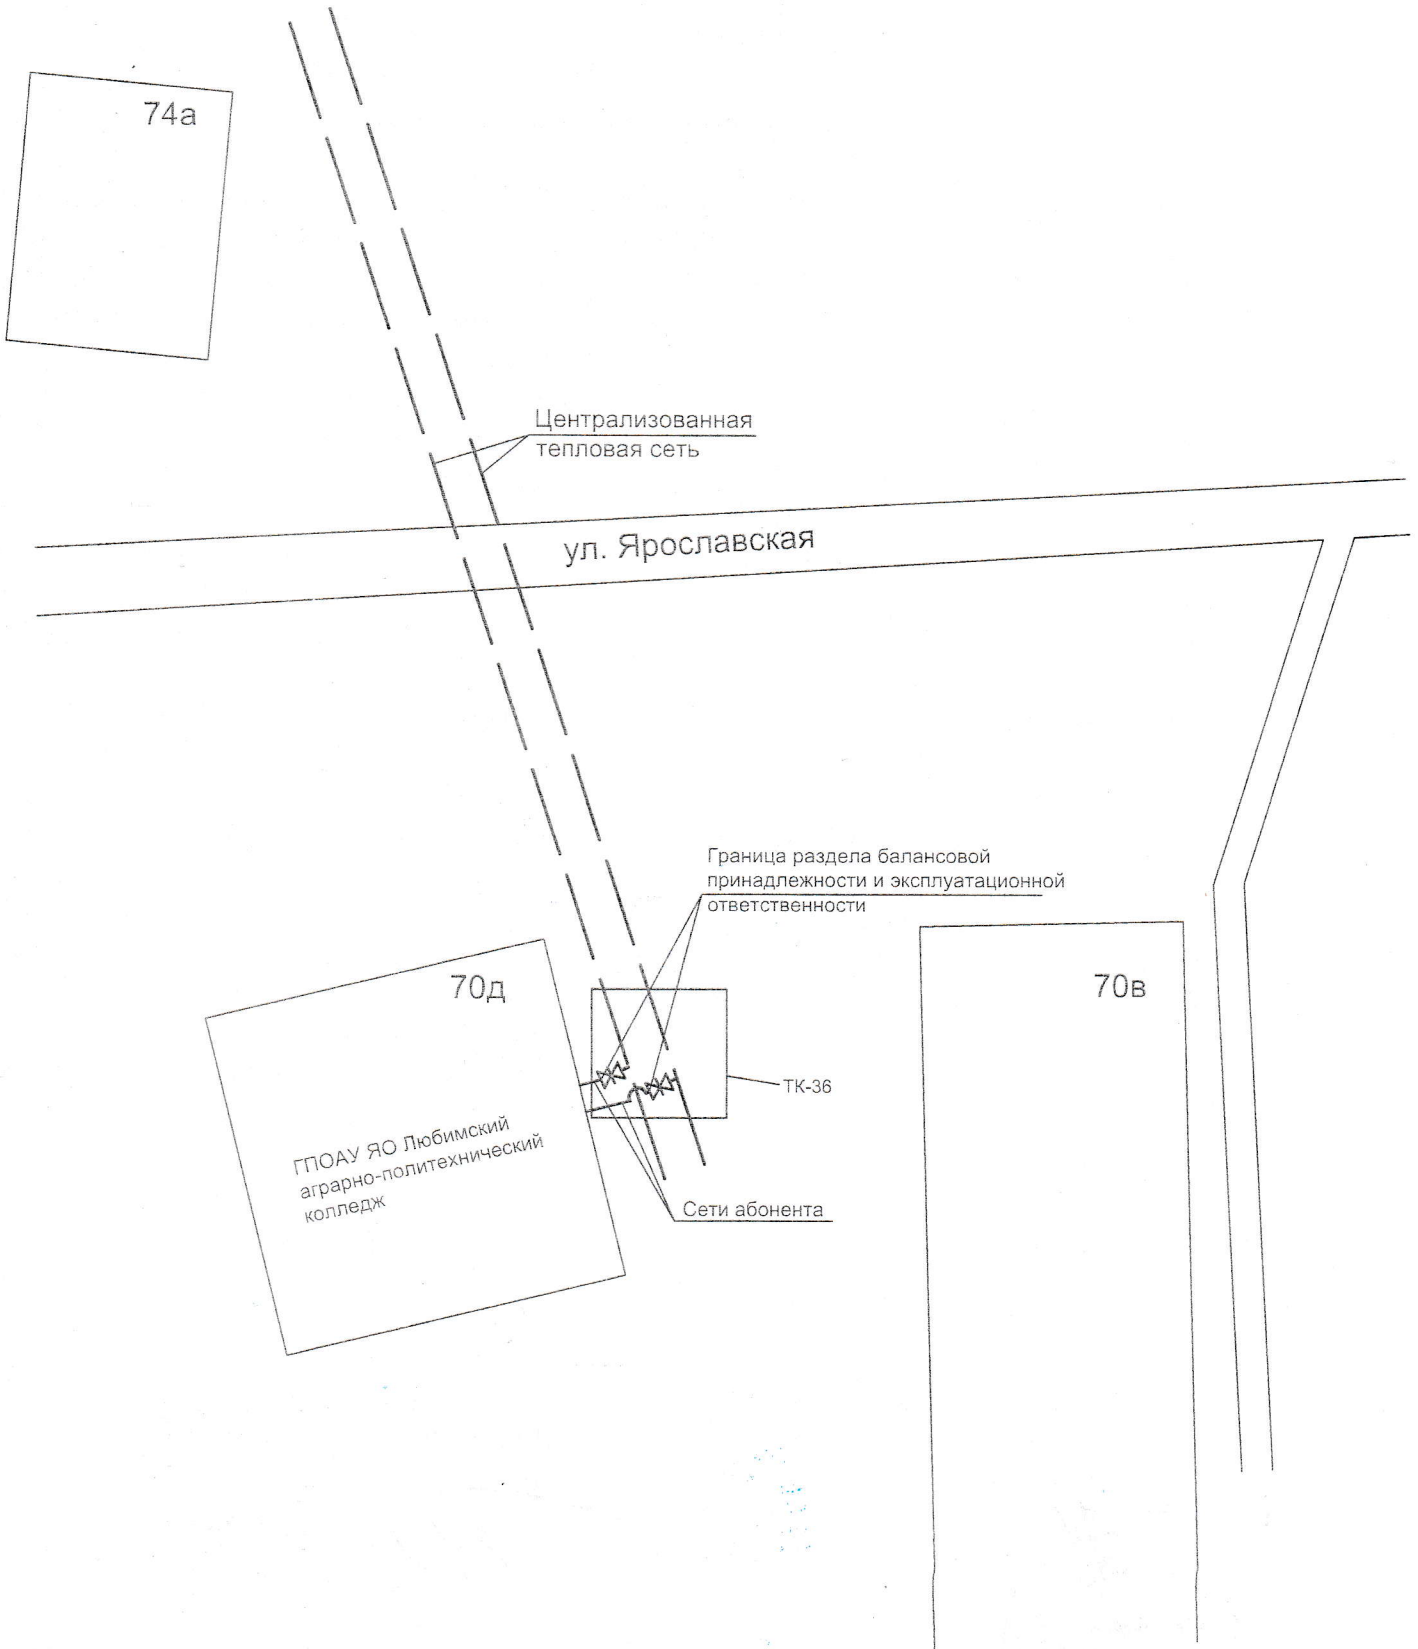 74а
Централизованная
тепловая сеть
ул. Ярославская
Граница раздела балансовой
принадлежности и эксплуатационной
ответственности
70д
70в
ТК-36
ГПОАУ ЯО Любимский
аграрно-политехнический
колледж
Сети абонента